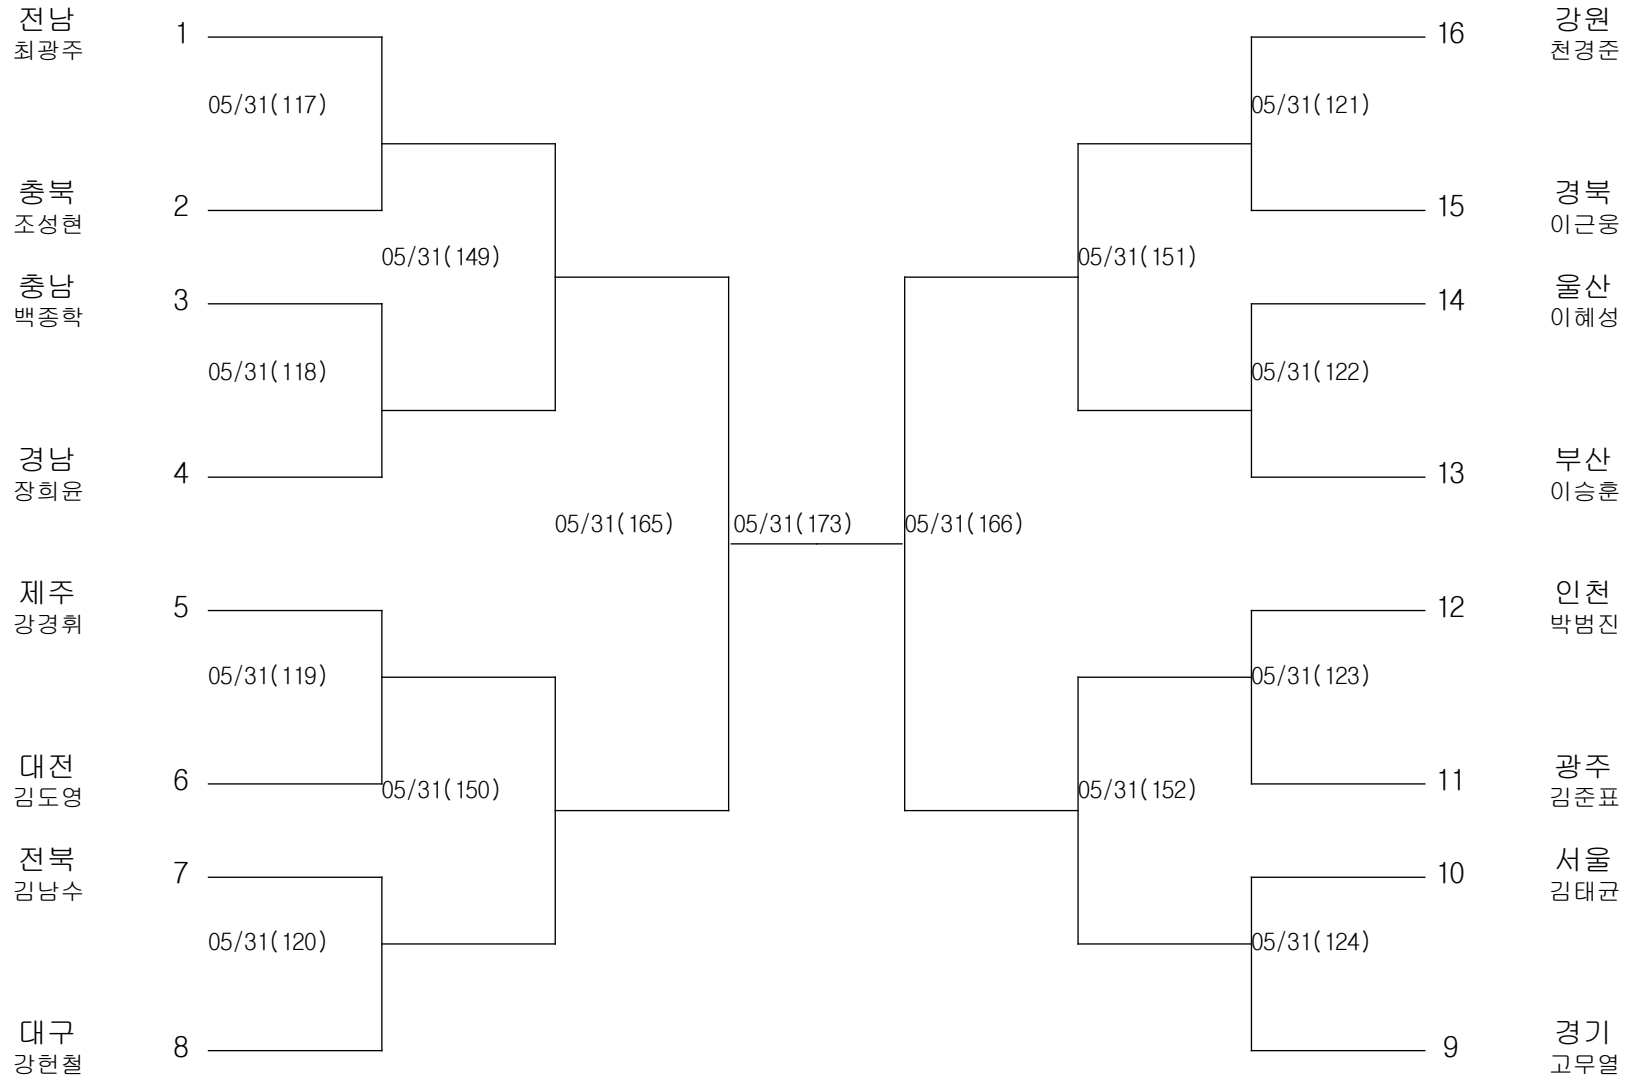 전남
최광주
1
05/31(117)
충북
조성현
2
05/31(149)
충남
백종학
3
05/31(118)
경남
장희윤
4
05/31(165)
제주
강경휘
5
05/31(119)
대전
김도영
6
05/31(150)
전북
김남수
7
05/31(120)
대구
강헌철
8
05/31(173)
16
강원
천경준
05/31(121)
15
경북
이근웅
05/31(151)
14
울산
이혜성
05/31(122)
13
부산
이승훈
05/31(166)
12
인천
박범진
05/31(123)
11
광주
김준표
05/31(152)
10
서울
김태균
05/31(124)
9
경기
고무열